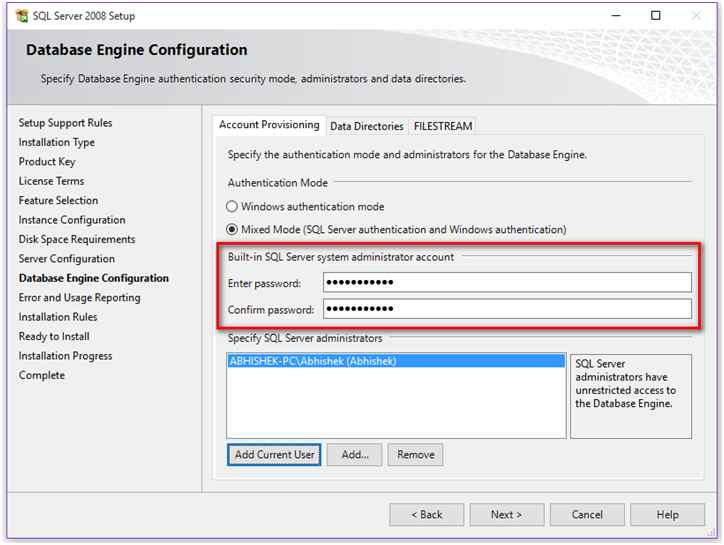 SQL Server 2008 Setup
Database Engine Configuration
Specify Database Engine authentication security mode, administrators and data directories.
Setup Support Rules
Installation Type
Product Key
License Terms
Feature Selection
Instance Configuration
Disk Space Requirements
Server Configuration
Database Engine Configuration
Error and Usage Reporting
Installation Rules
Ready to Install
Installation Progress
Complete
Account Provisioning Data Directories FILESTREAM
Specify the authentication mode and administrators for the Database Engine.
Authentication Mode
Windows authentication mode
Mixed Mode (SQL Server authentication and Windows authentication)
Built-in SQL Server system administrator account
Enter password: ●●●●●●●●●●●
Confirm password: ●●●●●●●●●●●
Specify SQL Server administrators
ABHISHEK-PC\Abhishek (Abhishek)
SQL Server
administrators have
unrestricted access to
the Database Engine.
Add Current User Add... Remove
< Back Next > Cancel Help